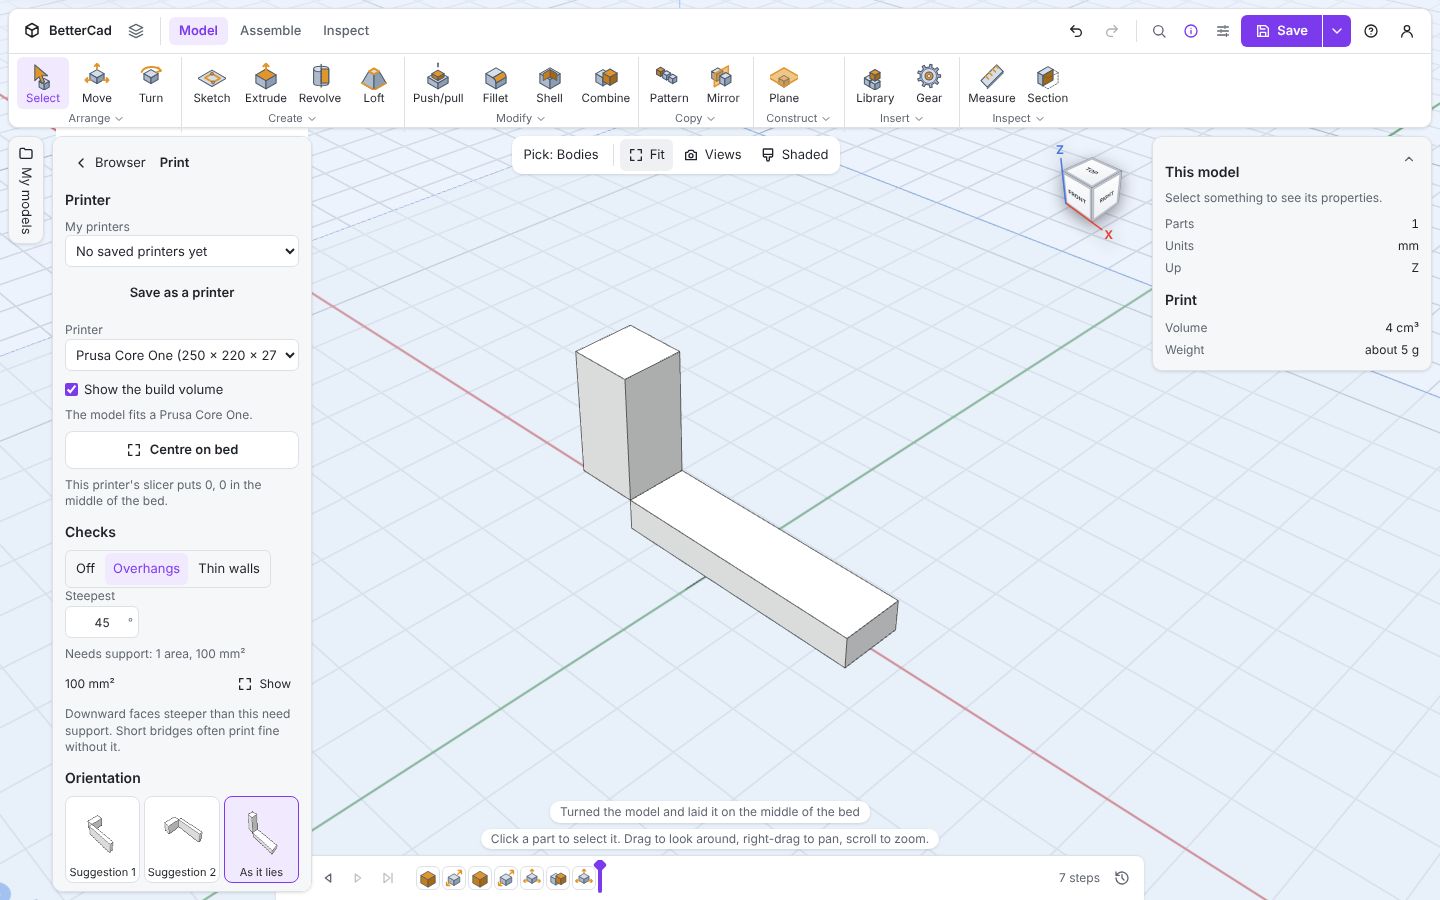 BetterCad
Model
Assemble
Inspect
Save
Select
Move
Turn
Sketch
Extrude
Revolve
Loft
Push/pull
Fillet
Shell
Combine
Pattern
Mirror
Plane
Library
Gear
Measure
Section
Arrange
Create
Modify
Copy
Construct
Insert
Inspect
My models
Browser
Print
Printer
My printers
No saved printers yet
Save as a printer
Printer
Prusa Core One (250 × 220 × 27
Show the build volume
The model fits a Prusa Core One.
Centre on bed
This printer's slicer puts 0, 0 in the
middle of the bed.
Checks
Off
Overhangs
Thin walls
Steepest
45 °
Needs support: 1 area, 100 mm²
100 mm²
Show
Downward faces steeper than this need
support. Short bridges often print fine
without it.
Orientation
Suggestion 1
Suggestion 2
As it lies
Pick: Bodies
Fit
Views
Shaded
Z
TOP
FRONT
RIGHT
X
This model
Select something to see its properties.
Parts 1
Units mm
Up Z
Print
Volume 4 cm³
Weight about 5 g
Turned the model and laid it on the middle of the bed
Click a part to select it. Drag to look around, right-drag to pan, scroll to zoom.
7 steps